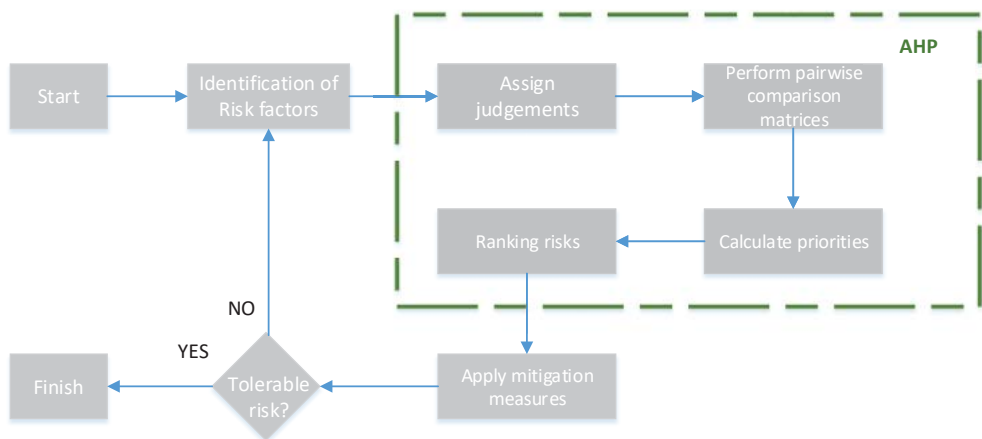 AHP
Start
Identification of
Risk factors
Assign
judgements
Perform pairwise
comparison
matrices
Ranking risks
Calculate priorities
NO
YES
Finish
Tolerable
risk?
Apply mitigation
measures